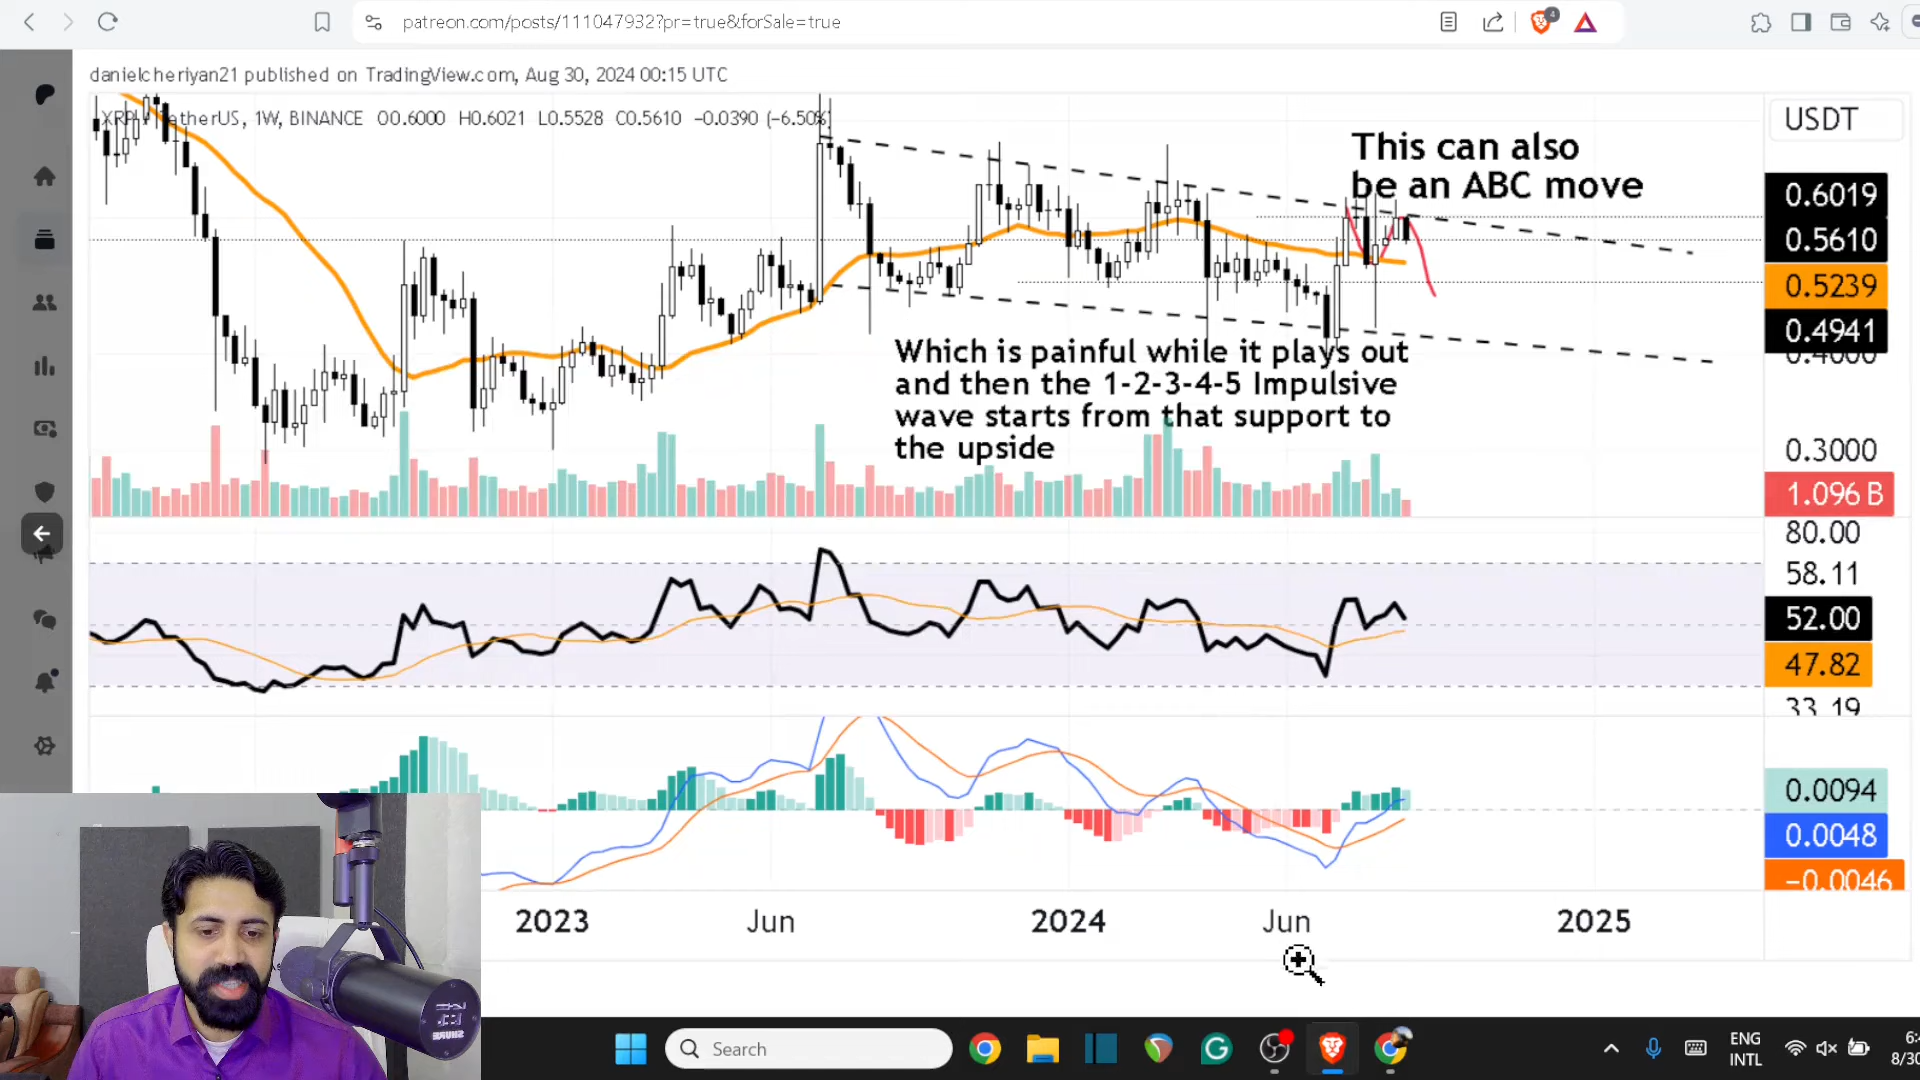 patreon.com/posts/111047932?pr=true&forSale=true
4
danielcheriyan21 published on TradingView.com, Aug 30, 2024 00:15 UTC
TetherUS, 1W, BINANCE O0.6000 H0.6021 L0.5528 C0.5610 −0.0390 (−6.50%)
USDT
This can also
be an ABC move
0.6019
0.5610
0.5239
0.4941
0.4000
Which is painful while it plays out
and then the 1-2-3-4-5 Impulsive
wave starts from that support to
the upside
0.3000
1.096 B
80.00
58.11
52.00
47.82
33.19
0.0094
0.0048
−0.0046
2023
Jun
2024
Jun
2025
SHURE
Search
ENG
INTL